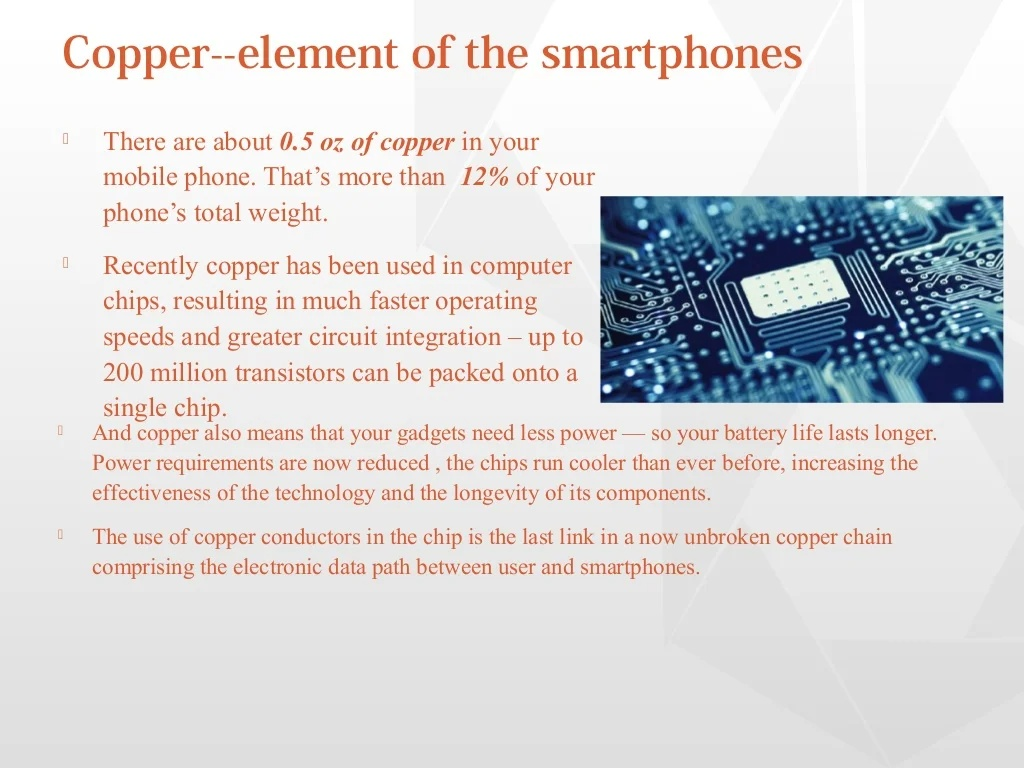 Copper--element of the smartphones
There are about 0.5 oz of copper in your
mobile phone. That’s more than 12% of your
phone’s total weight.
Recently copper has been used in computer
chips, resulting in much faster operating
speeds and greater circuit integration – up to
200 million transistors can be packed onto a
single chip.
And copper also means that your gadgets need less power — so your battery life lasts longer.
Power requirements are now reduced , the chips run cooler than ever before, increasing the
effectiveness of the technology and the longevity of its components.
The use of copper conductors in the chip is the last link in a now unbroken copper chain
comprising the electronic data path between user and smartphones.